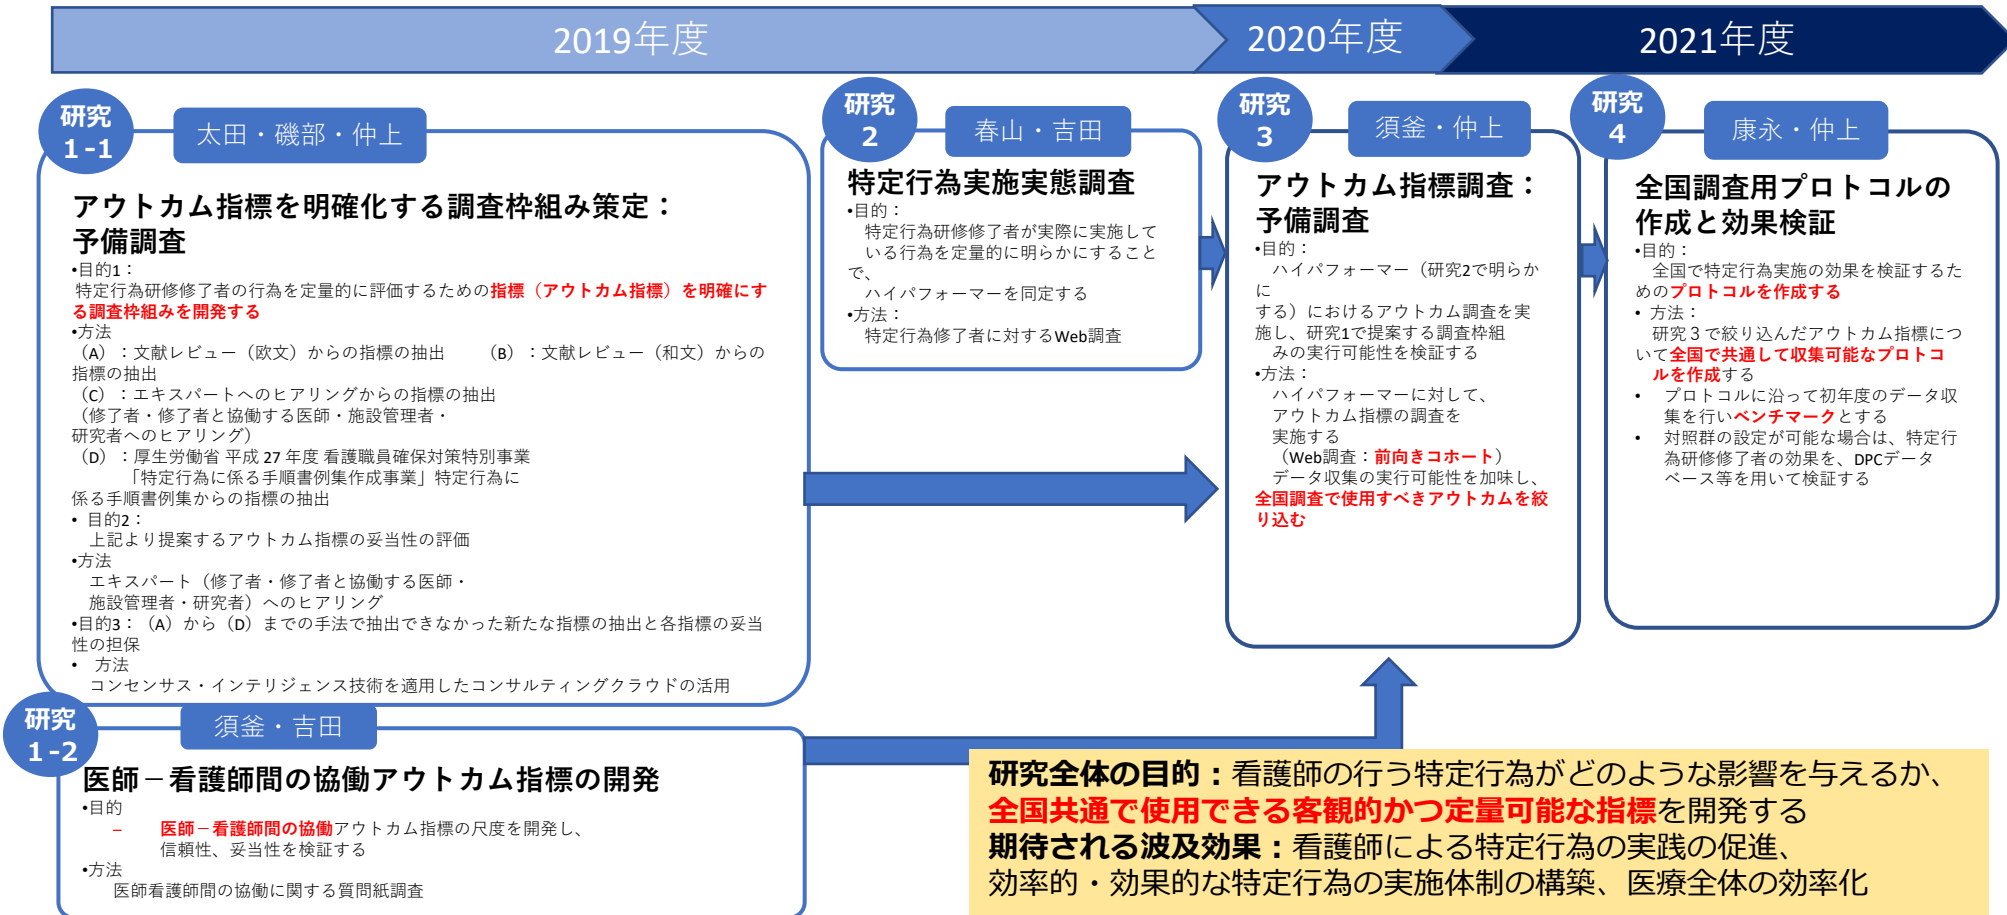 2019年度
2020年度
2021年度
研究
1-1
太田・磯部・仲上
アウトカム指標を明確化する調査枠組み策定：
予備調査
•目的1：
特定行為研修修了者の行為を定量的に評価するための指標（アウトカム指標）を明確にす
る調査枠組みを開発する
•方法
（A）：文献レビュー（欧文）からの指標の抽出　　（B）：文献レビュー（和文）からの
指標の抽出
（C）：エキスパートへのヒアリングからの指標の抽出
（修了者・修了者と協働する医師・施設管理者・
研究者へのヒアリング）
（D）：厚生労働省 平成 27 年度 看護職員確保対策特別事業
「特定行為に係る手順書例集作成事業」特定行為に
係る手順書例集からの指標の抽出
• 目的2：
上記より提案するアウトカム指標の妥当性の評価
•方法
エキスパート（修了者・修了者と協働する医師・
施設管理者・研究者）へのヒアリング
•目的3：（A）から（D）までの手法で抽出できなかった新たな指標の抽出と各指標の妥当
性の担保
• 方法
コンセンサス・インテリジェンス技術を適用したコンサルティングクラウドの活用
研究
1-2
須釜・吉田
医師－看護師間の協働アウトカム指標の開発
•目的
– 医師－看護師間の協働アウトカム指標の尺度を開発し、
信頼性、妥当性を検証する
•方法
医師看護師間の協働に関する質問紙調査
研究
2
春山・吉田
特定行為実施実態調査
•目的：
特定行為研修修了者が実際に実施して
いる行為を定量的に明らかにすること
で、
ハイパフォーマーを同定する
•方法：
特定行為修了者に対するWeb調査
研究
3
須釜・仲上
アウトカム指標調査：
予備調査
•目的：
ハイパフォーマー（研究2で明らか
に
する）におけるアウトカム調査を実
施し、研究1で提案する調査枠組
みの実行可能性を検証する
•方法：
ハイパフォーマーに対して、
アウトカム指標の調査を
実施する
（Web調査：前向きコホート）
データ収集の実行可能性を加味し、
全国調査で使用すべきアウトカムを絞
り込む
研究
4
康永・仲上
全国調査用プロトコルの
作成と効果検証
•目的：
全国で特定行為実施の効果を検証するた
めのプロトコルを作成する
• 方法：
研究３で絞り込んだアウトカム指標につ
いて全国で共通して収集可能なプロトコ
ルを作成する
• プロトコルに沿って初年度のデータ収
集を行いベンチマークとする
• 対照群の設定が可能な場合は、特定行
為研修修了者の効果を、DPCデータ
ベース等を用いて検証する
研究全体の目的：看護師の行う特定行為がどのような影響を与えるか、
全国共通で使用できる客観的かつ定量可能な指標を開発する
期待される波及効果：看護師による特定行為の実践の促進、
効率的・効果的な特定行為の実施体制の構築、医療全体の効率化